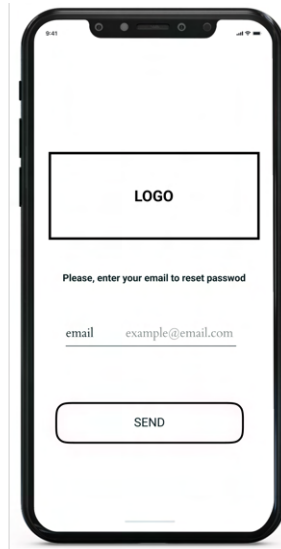 9:41
LOGO
Please, enter your email to reset passwod
email example@email.com
SEND